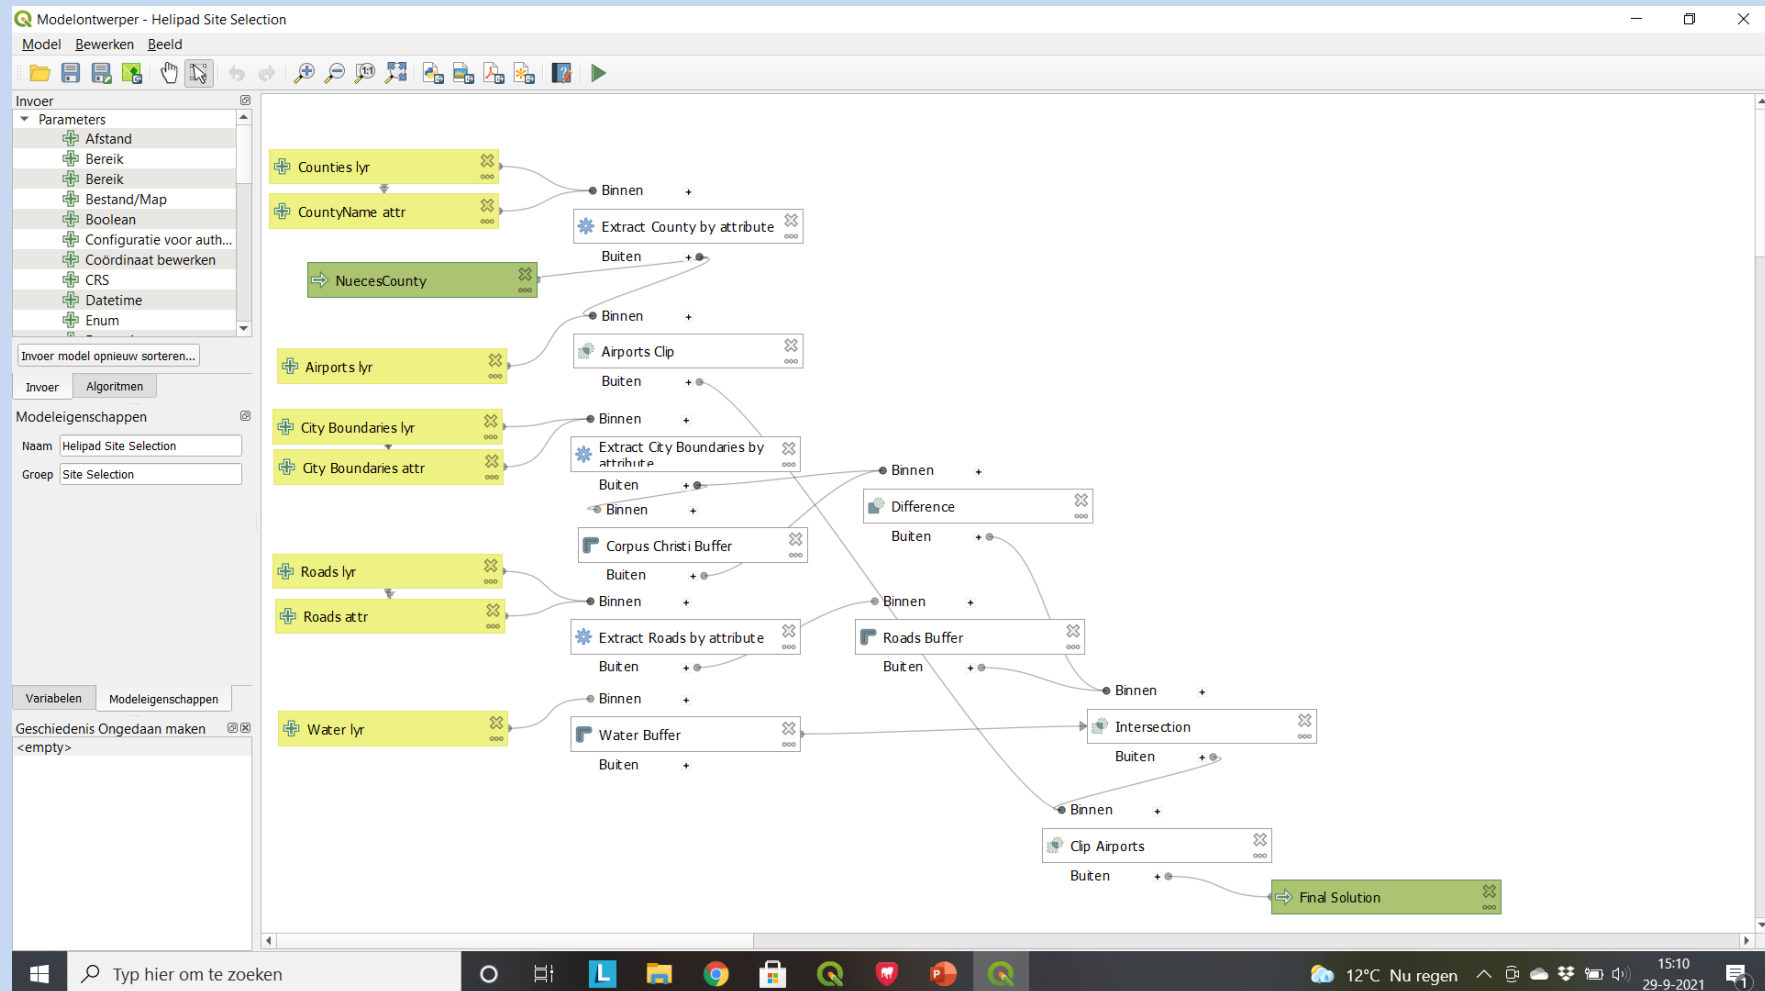 Modelontwerper - Helipad Site Selection
Model Bewerken Beeld
Invoer
Parameters
Afstand
Bereik
Bereik
Bestand/Map
Boolean
Configuratie voor auth...
Coördinaat bewerken
CRS
Datetime
Enum
Invoer model opnieuw sorteren...
Invoer Algoritmen
Modeleigenschappen
Naam Helipad Site Selection
Groep Site Selection
Variabelen Modeleigenschappen
Geschiedenis Ongedaan maken
<empty>
Counties lyr
CountyName attr
Binnen +
Extract County by attribute
Buiten +
NuecesCounty
Binnen +
Airports lyr
Airports Clip
Buiten +
City Boundaries lyr
City Boundaries attr
Binnen +
Extract City Boundaries by
attribute
Buiten +
Binnen +
Corpus Christi Buffer
Buiten +
Binnen +
Difference
Buiten +
Roads lyr
Roads attr
Binnen +
Extract Roads by attribute
Buiten +
Binnen +
Roads Buffer
Buiten +
Water lyr
Binnen +
Water Buffer
Buiten +
Binnen +
Intersection
Buiten +
Binnen +
Clip Airports
Buiten +
Final Solution
Typ hier om te zoeken
12°C Nu regen
15:10
29-9-2021
1